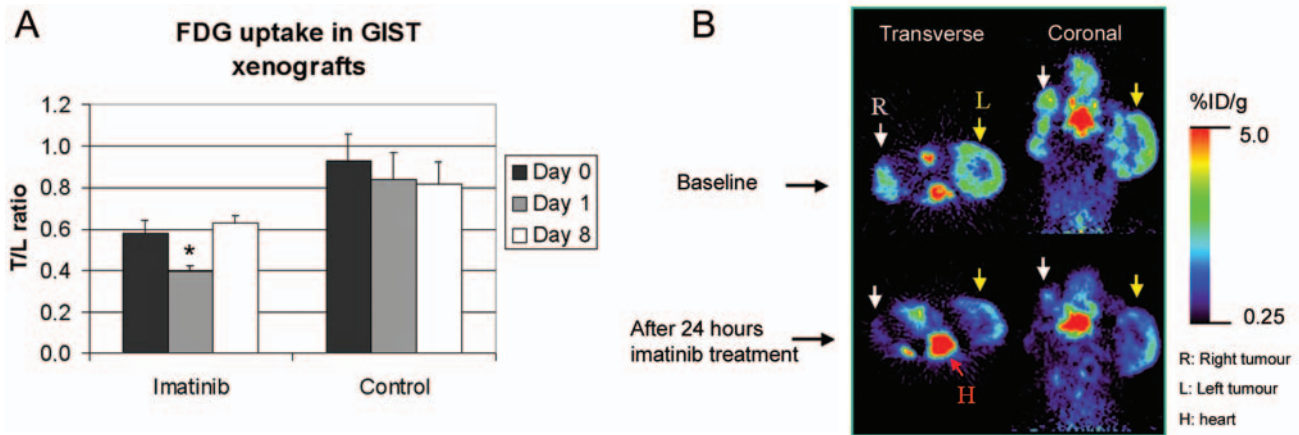 A
FDG uptake in GIST
xenografts
T/L ratio
1.2
1.0
0.8
0.6
0.4
0.2
0.0
*
Imatinib
Control
Day 0
Day 1
Day 8
B
Transverse
Coronal
R
L
Baseline
After 24 hours
imatinib treatment
H
%ID/g
5.0
0.25
R: Right tumour
L: Left tumour
H: heart